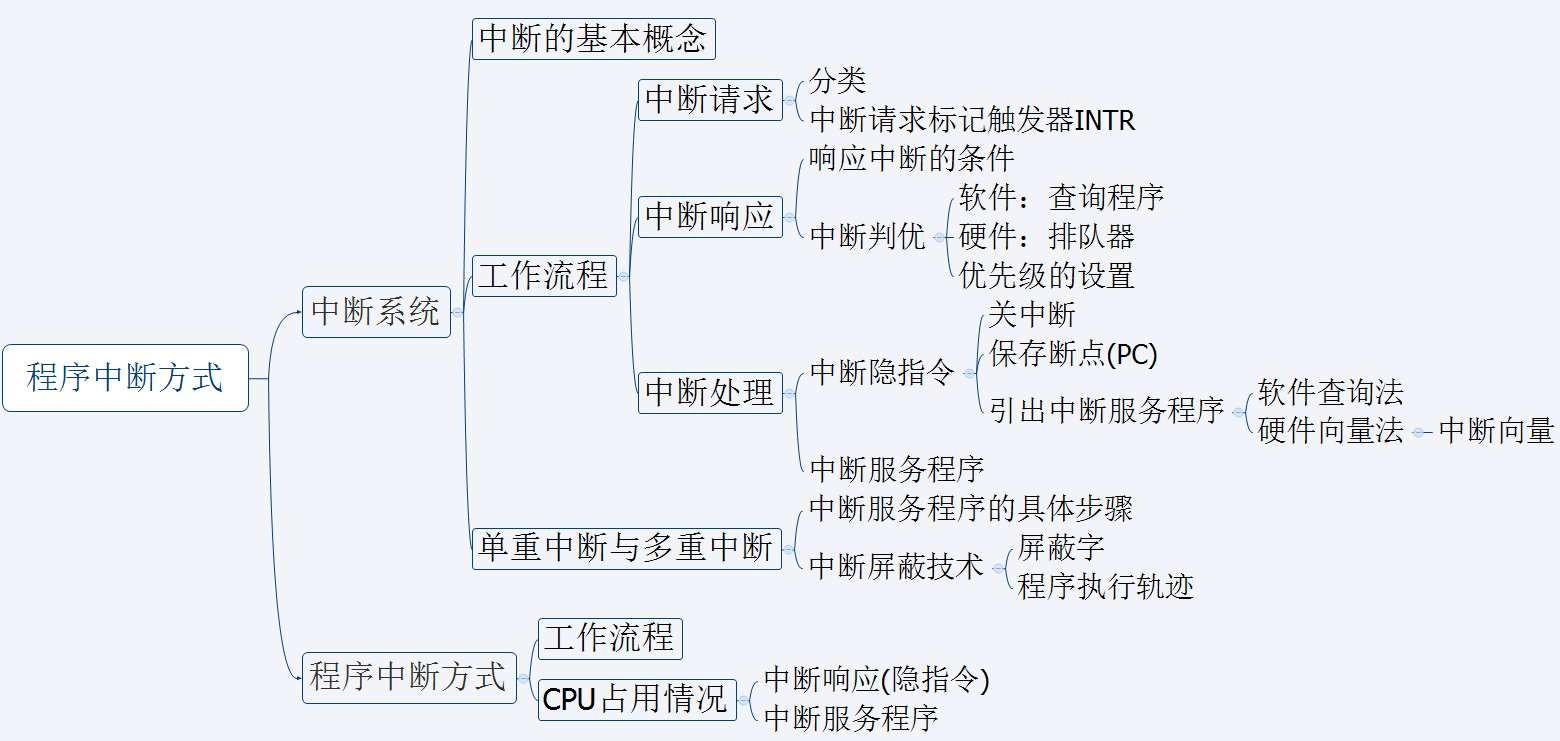 中断的基本概念
分类
中断请求
中断请求标记触发器INTR
响应中断的条件
软件：查询程序
中断响应
中断判优
硬件：排队器
工作流程
优先级的设置
中断系统
关中断
保存断点(PC)
程序中断方式
中断隐指令
中断处理
软件查询法
引出中断服务程序
硬件向量法
中断向量
中断服务程序
中断服务程序的具体步骤
单重中断与多重中断
屏蔽字
中断屏蔽技术
程序执行轨迹
工作流程
程序中断方式
中断响应(隐指令)
CPU占用情况
中断服务程序